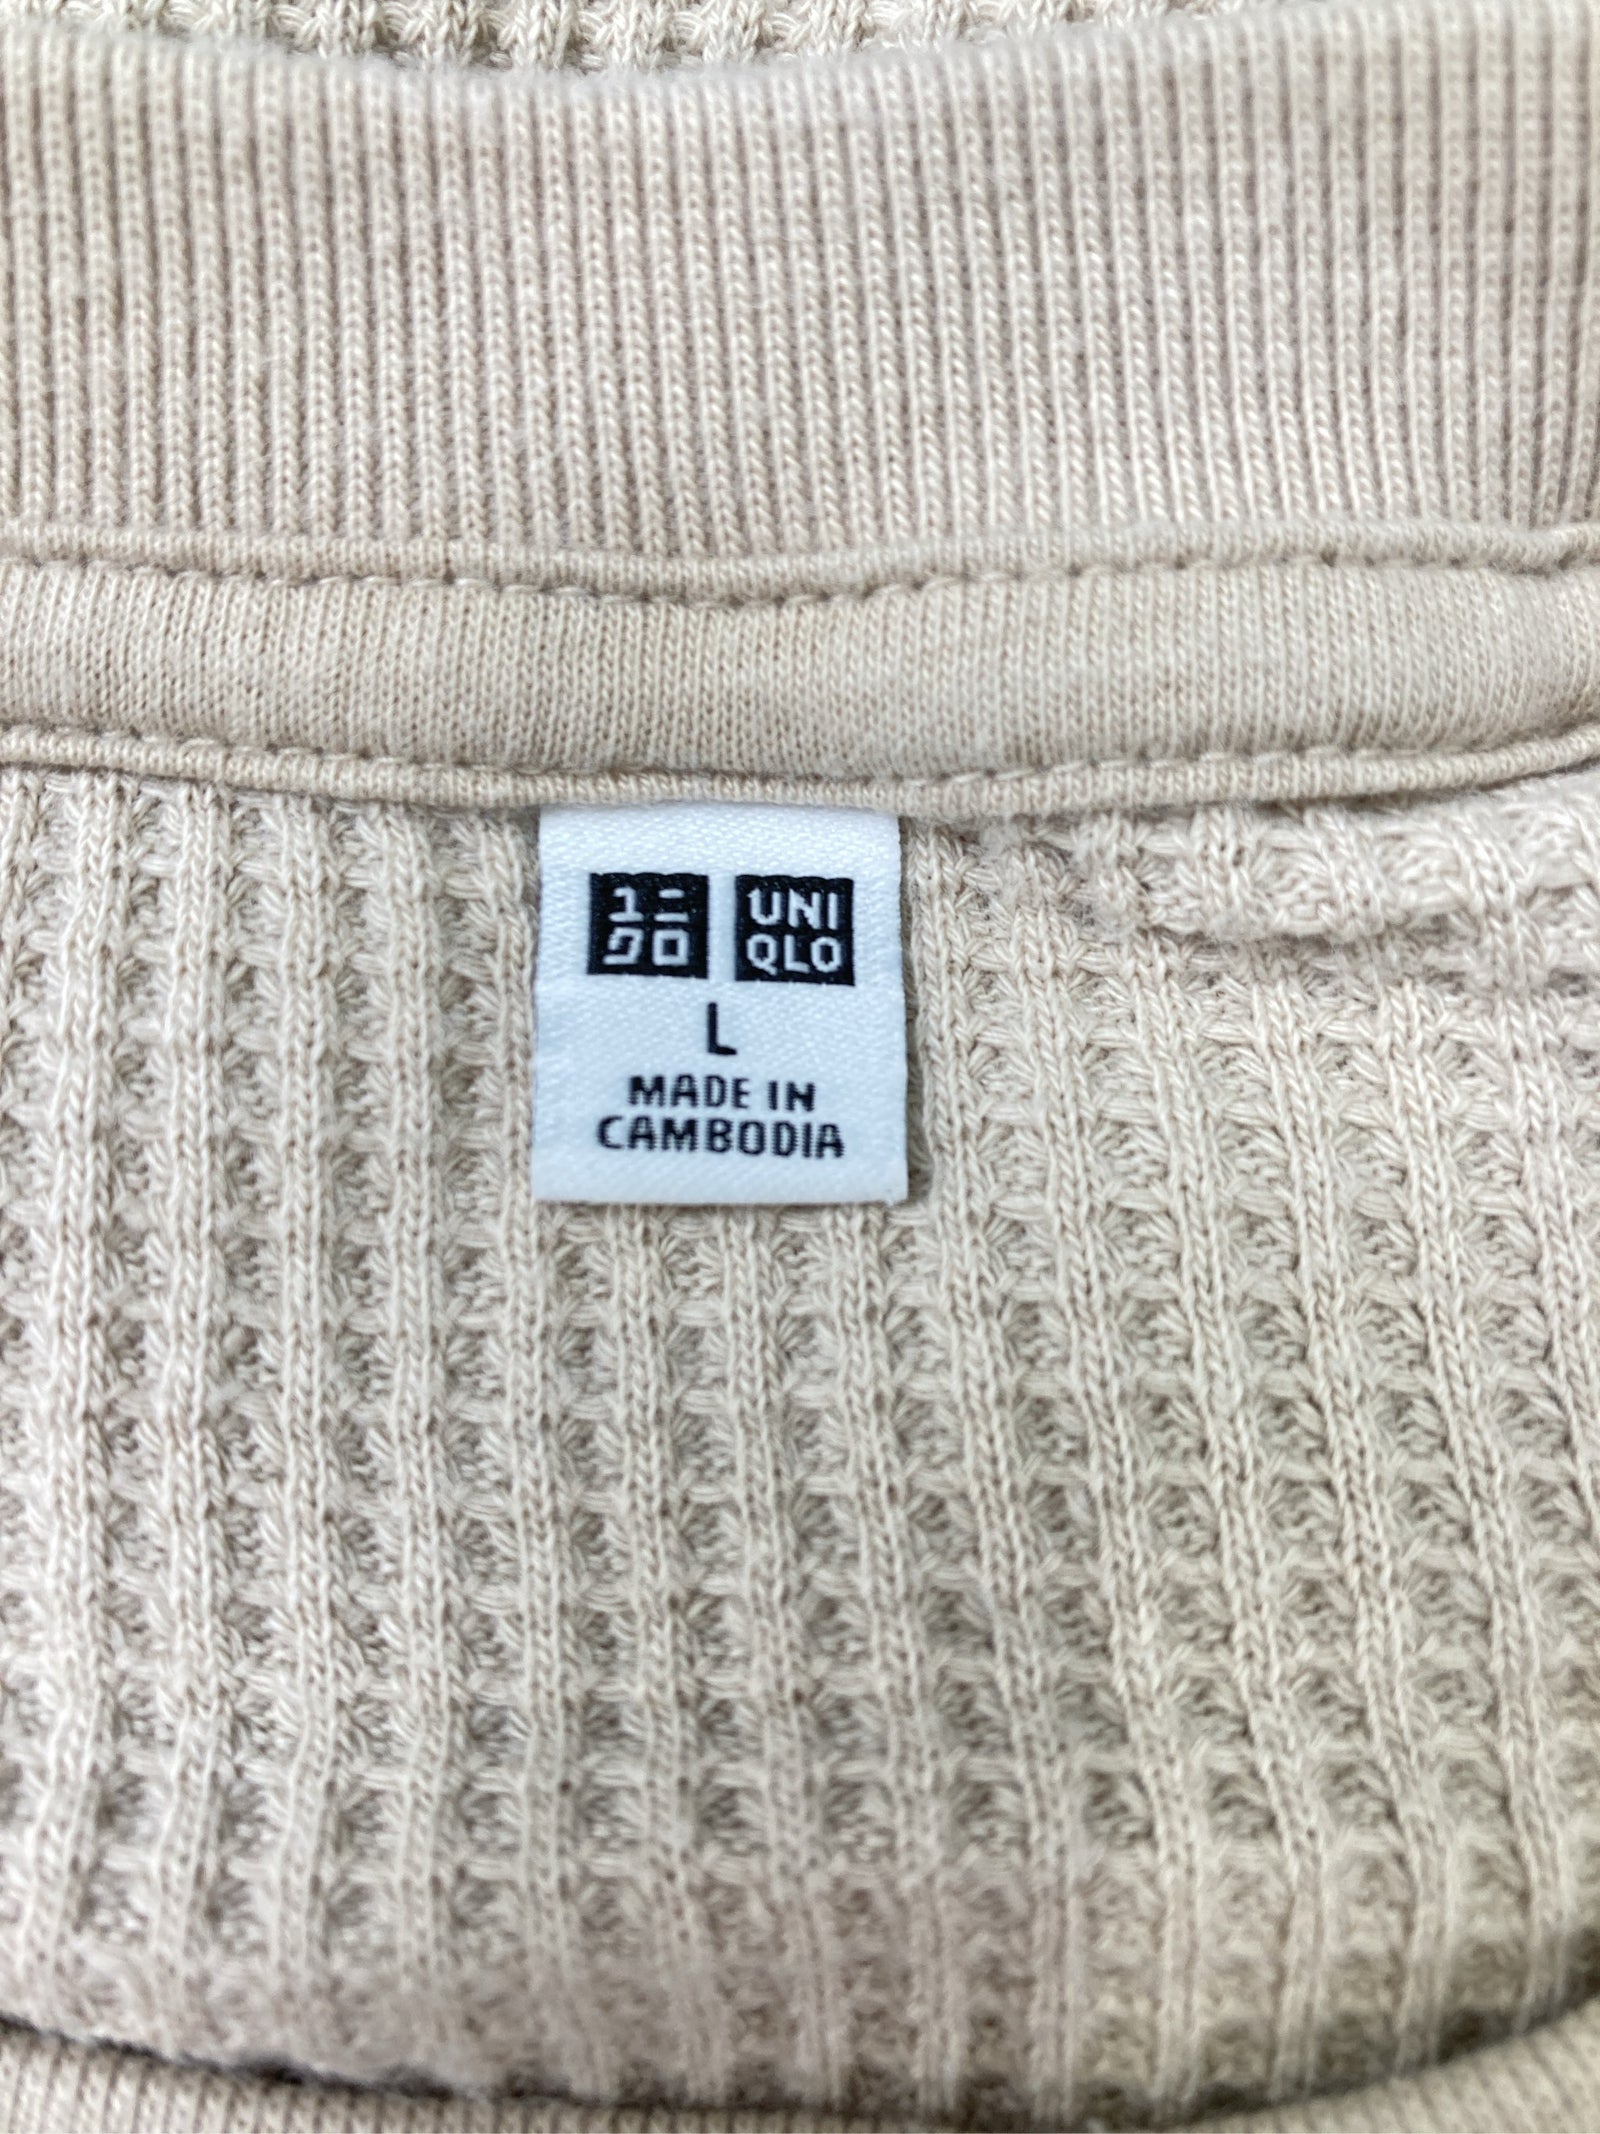 ユニ UNI
クロ QLO
L
MADE IN
CAMBODIA